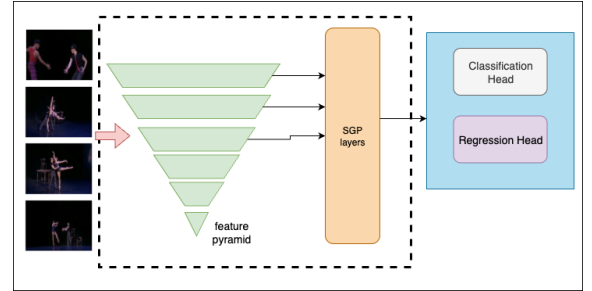 SGP
layers
feature
pyramid
Classification
Head
Regression Head